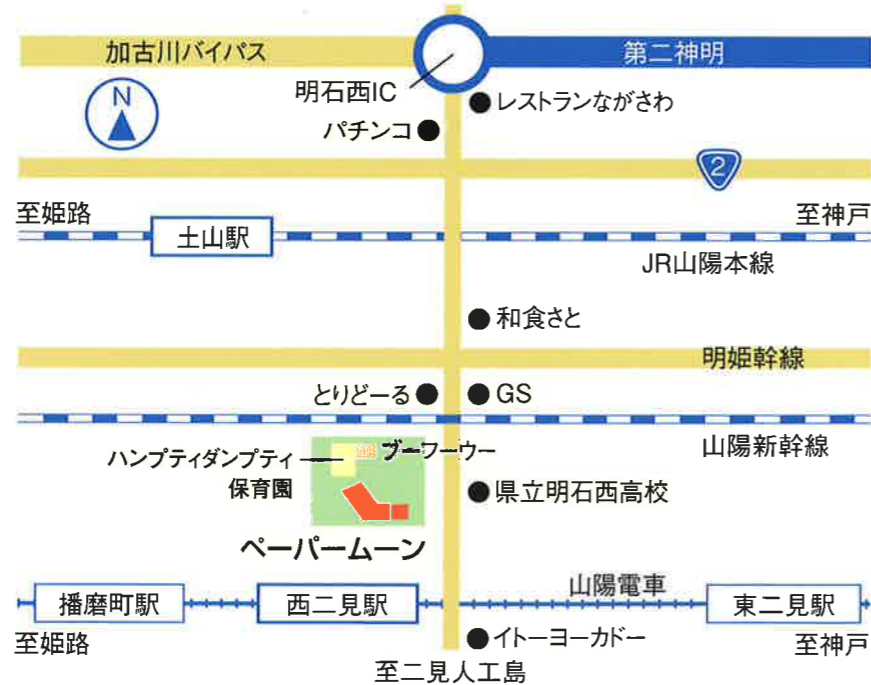 加古川バイパス
第二神明
明石西IC
N
レストランながさわ
パチンコ
2
至姫路
至神戸
土山駅
JR山陽本線
和食さと
明姫幹線
とりどーる
GS
山陽新幹線
ブーワーウー
ハンプティダンプティ
保育園
県立明石西高校
ペーパームーン
山陽電車
播磨町駅
西二見駅
東二見駅
至姫路
イトーヨーカドー
至神戸
至二見人工島